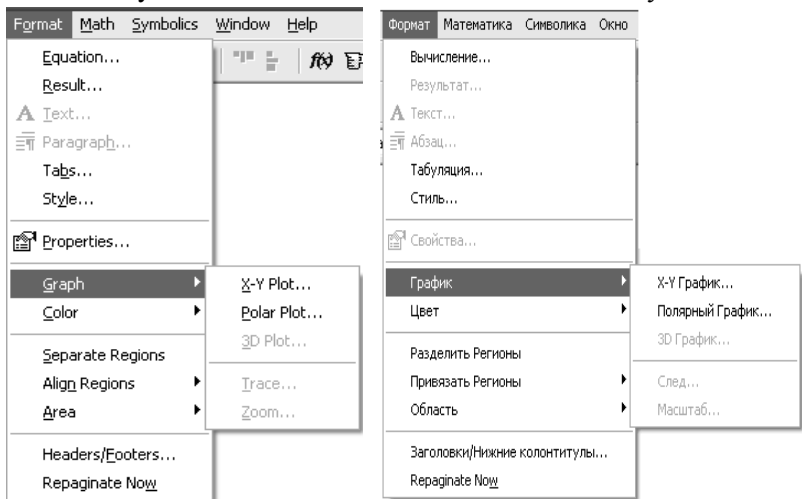 Format Math Symbolics Window Help
Equation...
Result...
Text...
Paragraph...
Tabs...
Style...
Properties...
Graph
Color
Separate Regions
Align Regions
Area
Headers/Footers...
Repaginate Now
X-Y Plot...
Polar Plot...
3D Plot...
Trace...
Zoom...
Формат Математика Символика Окно
Вычисление...
Результат...
Текст...
Абзац...
Табуляция...
Стиль...
Свойства...
График
Цвет
Разделить Регионы
Привязать Регионы
Область
Заголовки/Нижние колонтитулы...
Repaginate Now
X-Y График...
Полярный График...
3D График...
След...
Масштаб...